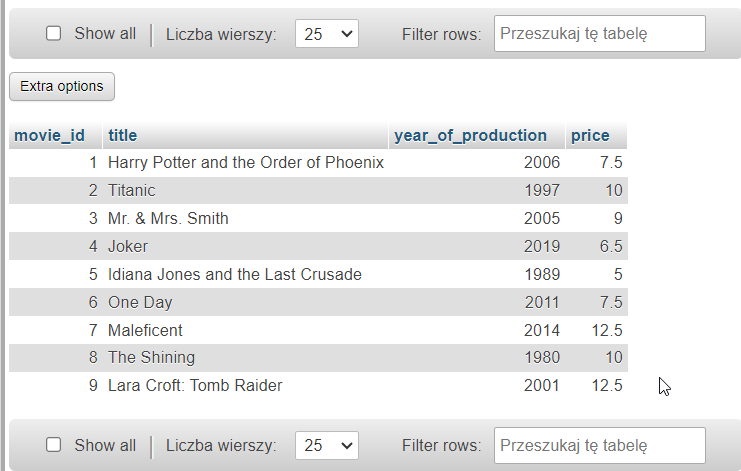 Show all Liczba wierszy: 25 Filter rows: Przeszukaj tę tabelę
Extra options
movie_id title year_of_production price
1 Harry Potter and the Order of Phoenix 2006 7.5
2 Titanic 1997 10
3 Mr. & Mrs. Smith 2005 9
4 Joker 2019 6.5
5 Idiana Jones and the Last Crusade 1989 5
6 One Day 2011 7.5
7 Maleficent 2014 12.5
8 The Shining 1980 10
9 Lara Croft: Tomb Raider 2001 12.5
Show all Liczba wierszy: 25 Filter rows: Przeszukaj tę tabelę